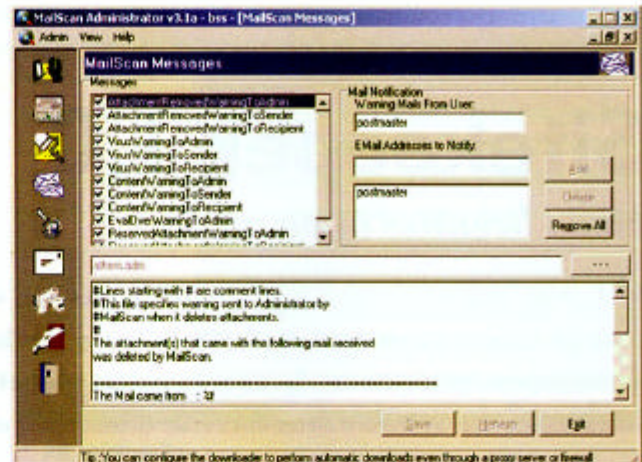 MailScan Administrator v3.1a - bss - [MailScan Messages]
Admin View Help
MailScan Messages
Messages
AttachmentRemovedWarningToAdmin
AttachmentRemovedWarningToSender
AttachmentRemovedWarningToRecipient
VirusWarningToAdmin
VirusWarningToSender
VirusWarningToRecipient
ContentWarningToAdmin
ContentWarningToSender
ContentWarningToRecipient
EvalOverWarningToAdmin
ReservedAttachmentWarningToAdmin
Mail Notification
Warning Mails From User:
postmaster
EMail Addresses to Notify:
Add
postmaster
Delete
Remove All
...
#Lines starting with # are comment lines.
#This file specifies warning sent to Administrator by
#MailScan when it deletes attachments.
#
The attachment(s) that came with the following mail received
was deleted by MailScan.
The Mail came from : %f
Save
Exit
Tip :You can configure the downloader to perform automatic downloads even through a proxy server or firewall